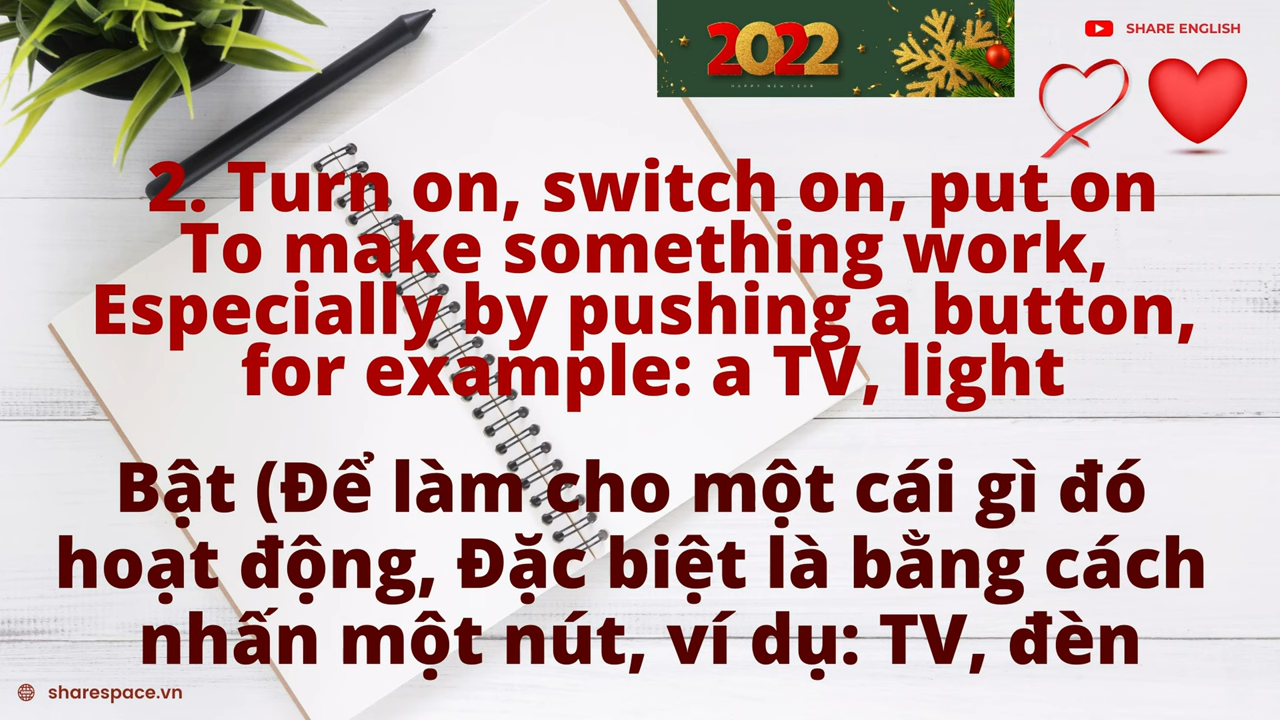 2022
HAPPY NEW YEAR
SHARE ENGLISH
2. Turn on, switch on, put on
To make something work,
Especially by pushing a button,
for example: a TV, light
Bật (Để làm cho một cái gì đó
hoạt động, Đặc biệt là bằng cách
nhấn một nút, ví dụ: TV, đèn
sharespace.vn